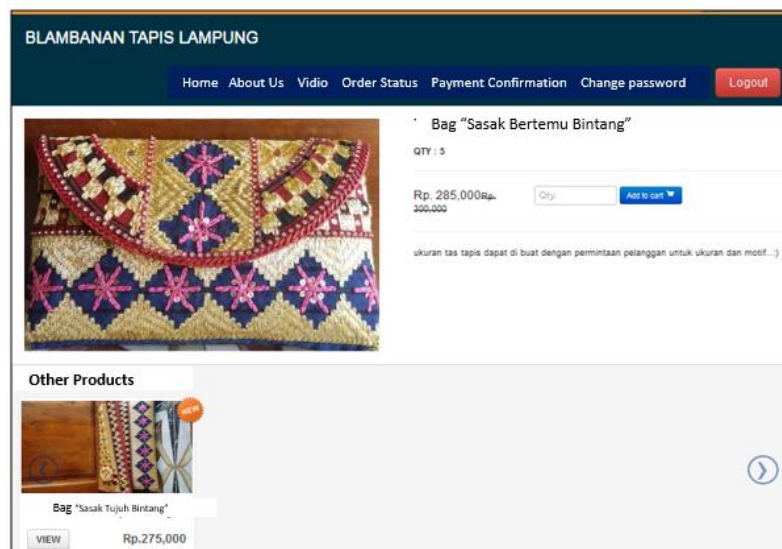 BLAMBANAN TAPIS LAMPUNG
Home About Us Vidio Order Status Payment Confirmation Change password Logout
Bag “Sasak Bertemu Bintang”
QTY : 5
Rp. 285,000Rp. 300,000
Qty. Add to cart
ukuran tas tapis dapat di buat dengan permintaan pelanggan untuk ukuran dan motif...:)
Other Products
NEW
Bag “Sasak Tujuh Bintang”
VIEW Rp.275,000